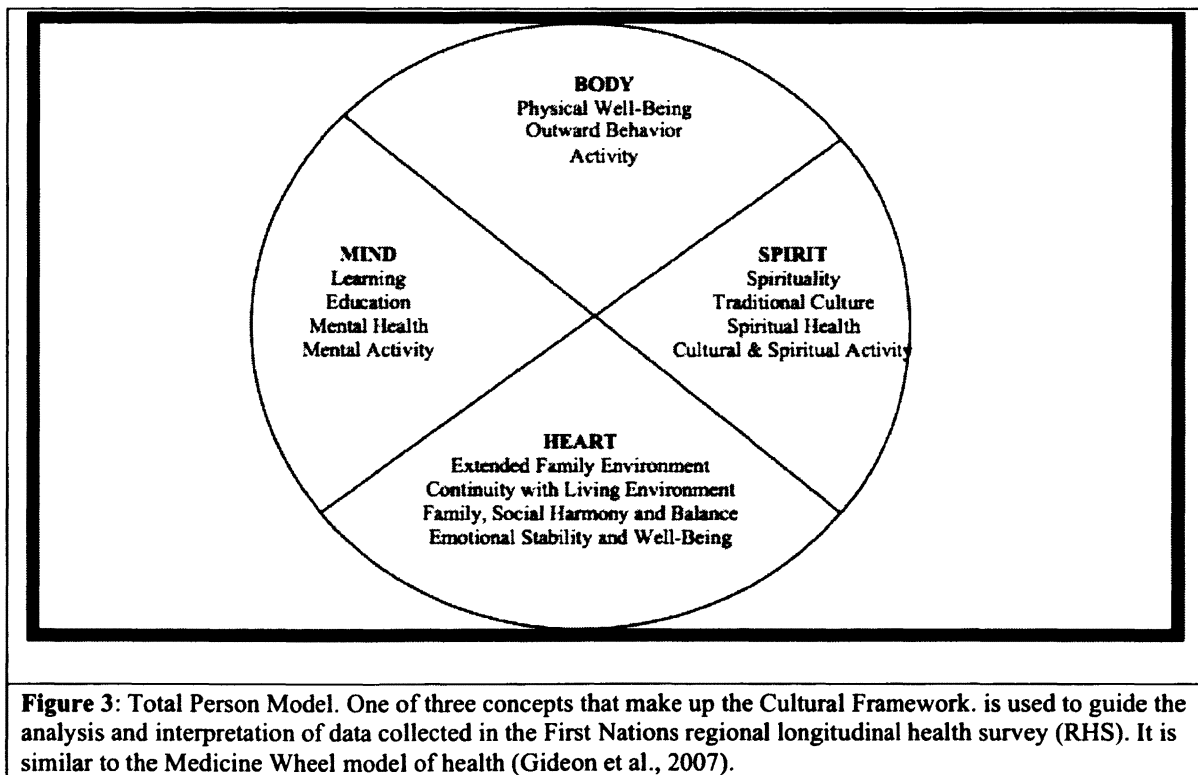 BODY
Physical Well-Being
Outward Behavior
Activity
MIND
Learning
Education
Mental Health
Mental Activity
SPIRIT
Spirituality
Traditional Culture
Spiritual Health
Cultural & Spiritual Activity
HEART
Extended Family Environment
Continuity with Living Environment
Family, Social Harmony and Balance
Emotional Stability and Well-Being
Figure 3: Total Person Model. One of three concepts that make up the Cultural Framework. is used to guide the
analysis and interpretation of data collected in the First Nations regional longitudinal health survey (RHS). It is
similar to the Medicine Wheel model of health (Gideon et al., 2007).